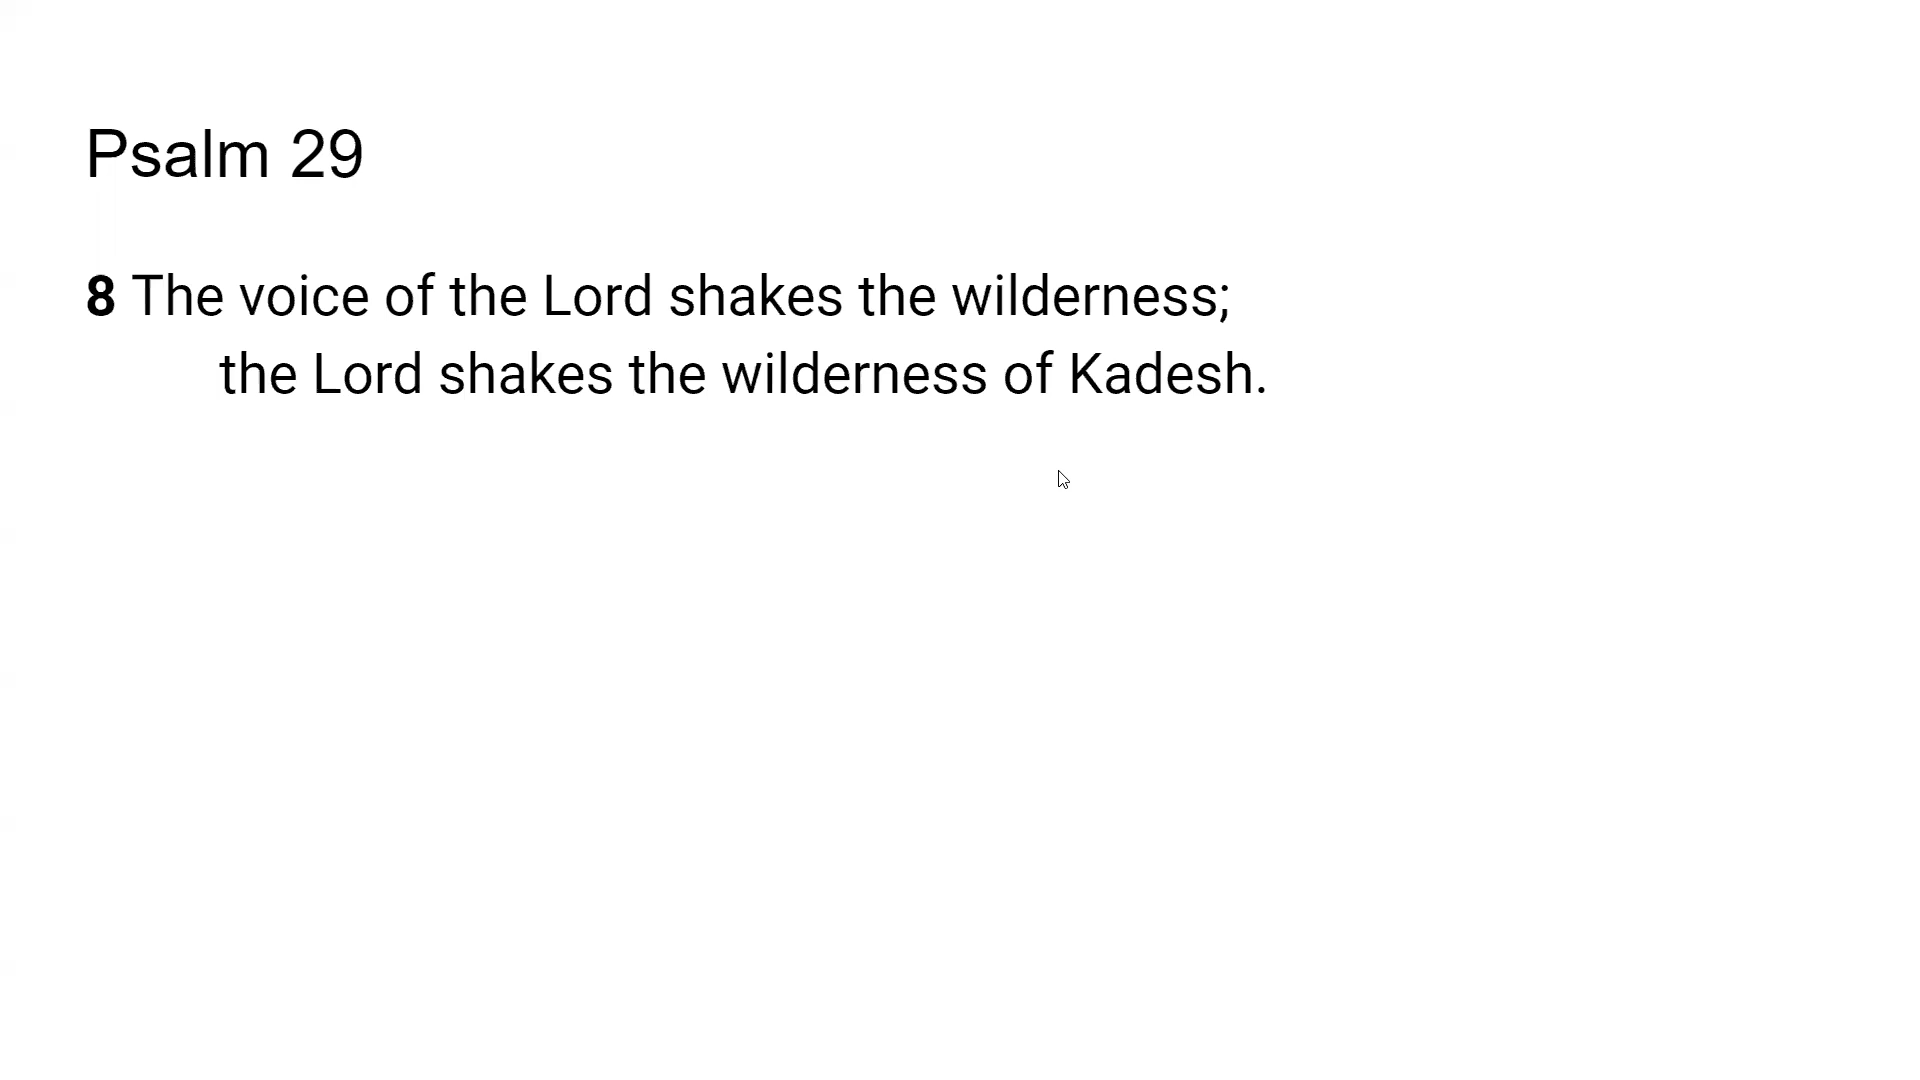 Psalm 29
8 The voice of the Lord shakes the wilderness;
the Lord shakes the wilderness of Kadesh.